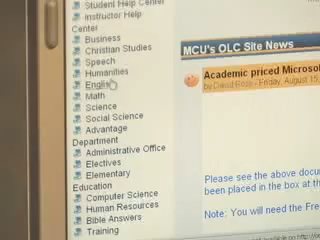 Student Help Center
Instructor Help
Center
Business
Christian Studies
Speech
Humanities
English
Math
Science
Social Science
Advantage
Department
Administrative Office
Electives
Elementary
Education
Computer Science
Human Resources
Bible Answers
Training
MCU's OLC Site News
Academic priced Microsof
by David Boso - Friday, August 15,
Please see the above docu
been placed in the box at th
Note: You will need the Fre